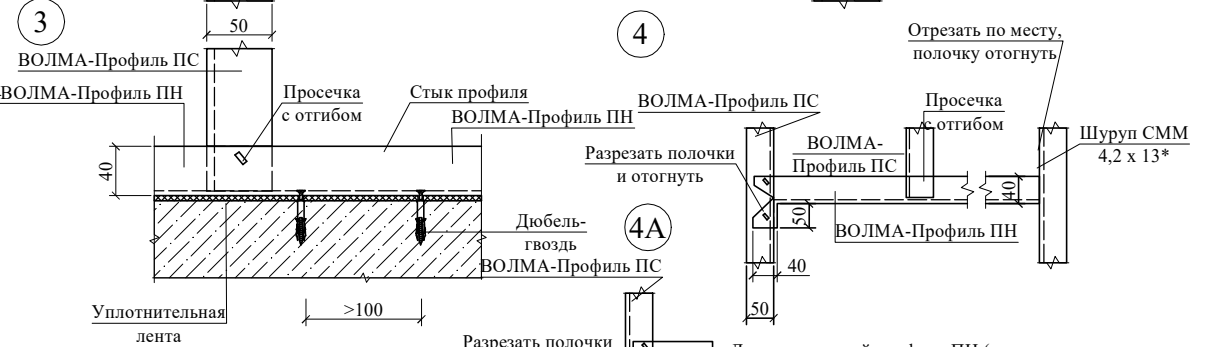 3
50
ВОЛМА-Профиль ПС
ВОЛМА-Профиль ПН
Просечка
с отгибом
Стык профиля
ВОЛМА-Профиль ПН
40
Дюбель-
гвоздь
Уплотнительная
лента
>100
4
Отрезать по месту,
полочку отогнуть
ВОЛМА-Профиль ПС
Просечка
с отгибом
ВОЛМА-
Профиль ПС
Шуруп СММ
4,2 х 13*
Разрезать полочки
и отогнуть
40
50
ВОЛМА-Профиль ПН
40
50
4А
ВОЛМА-Профиль ПС
Разрезать полочки